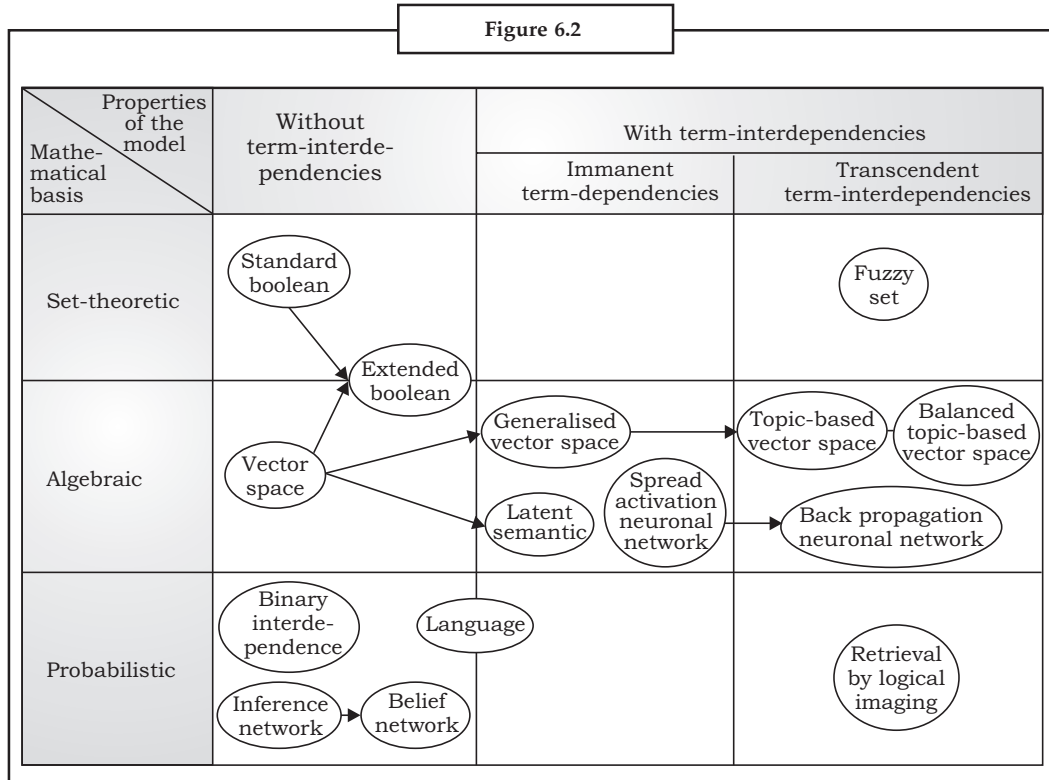 Figure 6.2
Properties
of the
model
Mathe-
matical
basis
Without
term-interde-
pendencies
With term-interdependencies
Immanent
term-dependencies
Transcendent
term-interdependencies
Set-theoretic
Standard
boolean
Fuzzy
set
Extended
boolean
Algebraic
Vector
space
Generalised
vector space
Topic-based
vector space
Balanced
topic-based
vector space
Latent
semantic
Spread
activation
neuronal
network
Back propagation
neuronal network
Probabilistic
Binary
interde-
pendence
Language
Inference
network
Belief
network
Retrieval
by logical
imaging